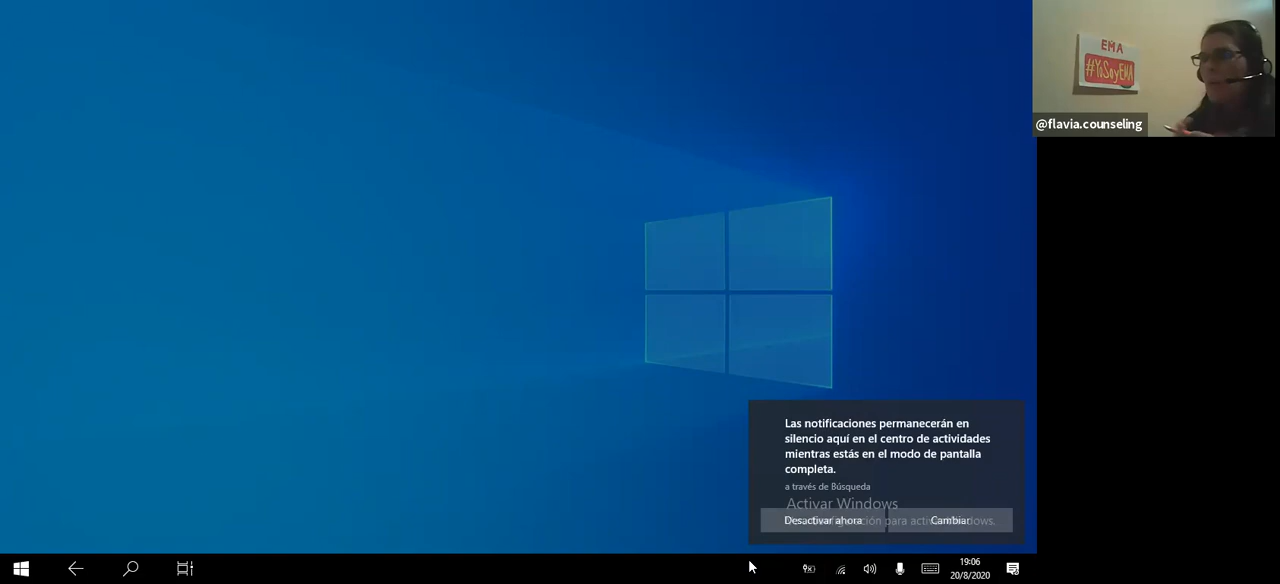 EMA
#YoSoyEMA
@flavia.counseling
Las notificaciones permanecerán en
silencio aquí en el centro de actividades
mientras estás en el modo de pantalla
completa.
a través de Búsqueda
Activar Windows
Desactivar ahora
Cambiar
19:06
20/8/2020